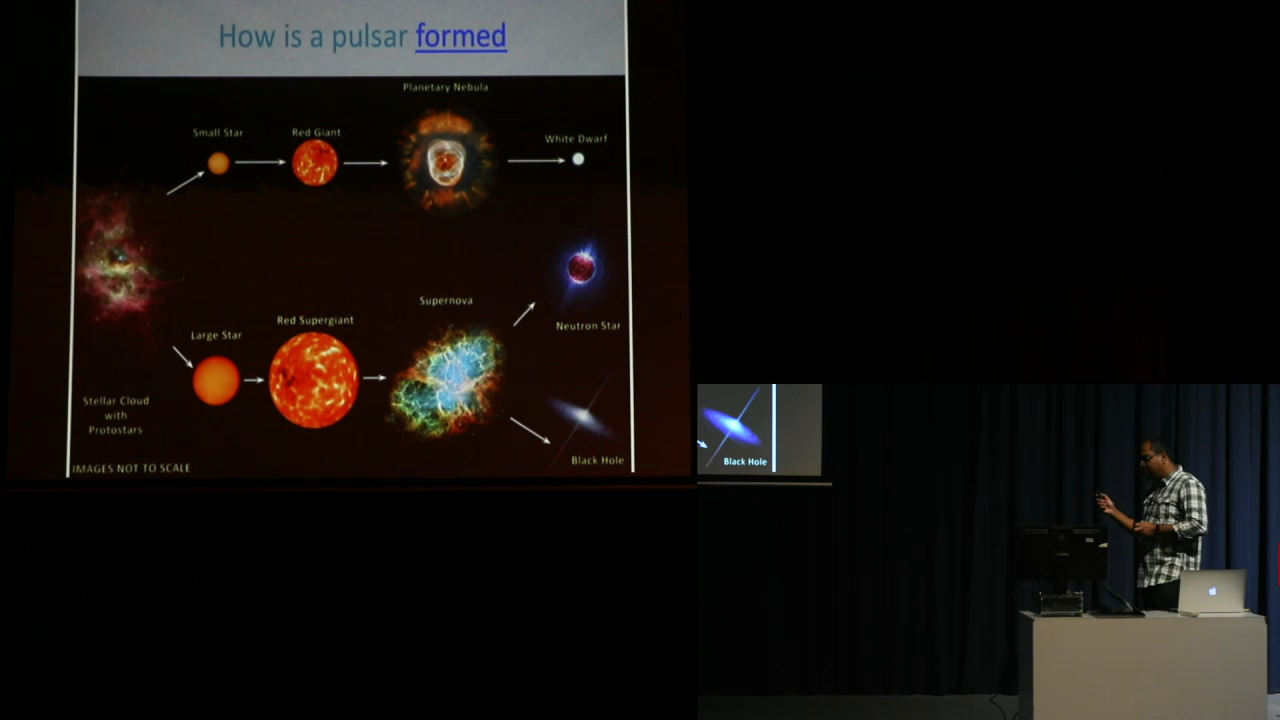 How is a pulsar formed
Planetary Nebula
Small Star
Red Giant
White Dwarf
Supernova
Red Supergiant
Neutron Star
Large Star
Stellar Cloud
with
Protostars
Black Hole
IMAGES NOT TO SCALE
Black Hole